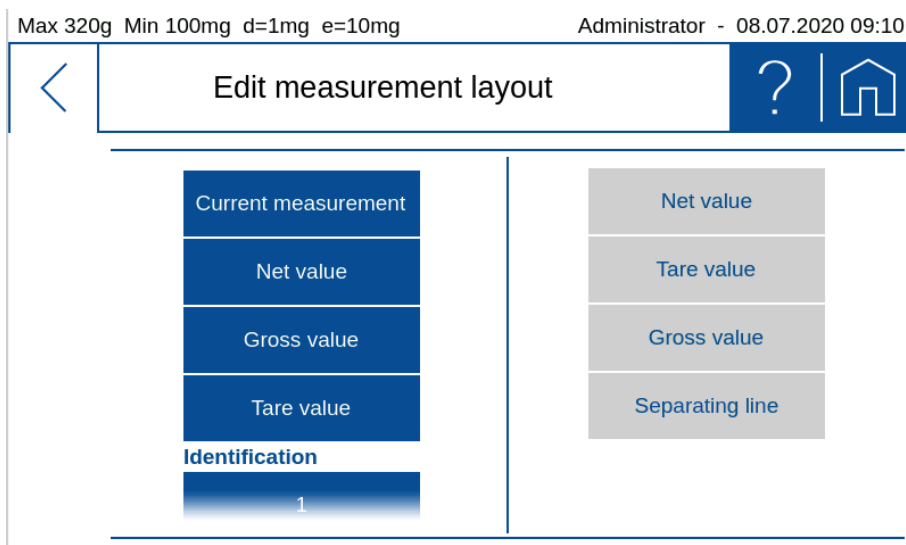 Max 320g Min 100mg d=1mg e=10mg
Administrator - 08.07.2020 09:10
Edit measurement layout
?
Current measurement
Net value
Gross value
Tare value
Identification
1
Net value
Tare value
Gross value
Separating line